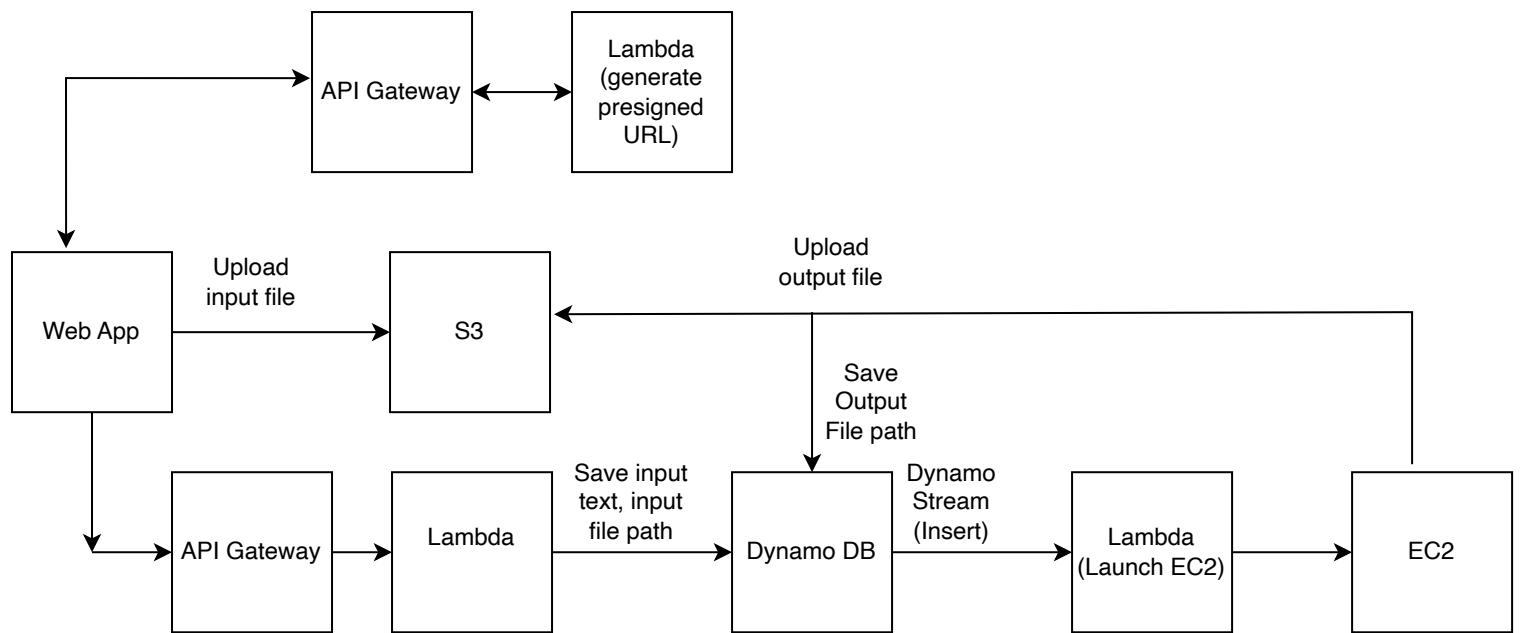 API Gateway
Lambda
(generate
presigned
URL)
Upload
input file
Upload
output file
Web App
S3
Save
Output
File path
Save input
text, input
file path
Dynamo
Stream
(Insert)
API Gateway
Lambda
Dynamo DB
Lambda
(Launch EC2)
EC2